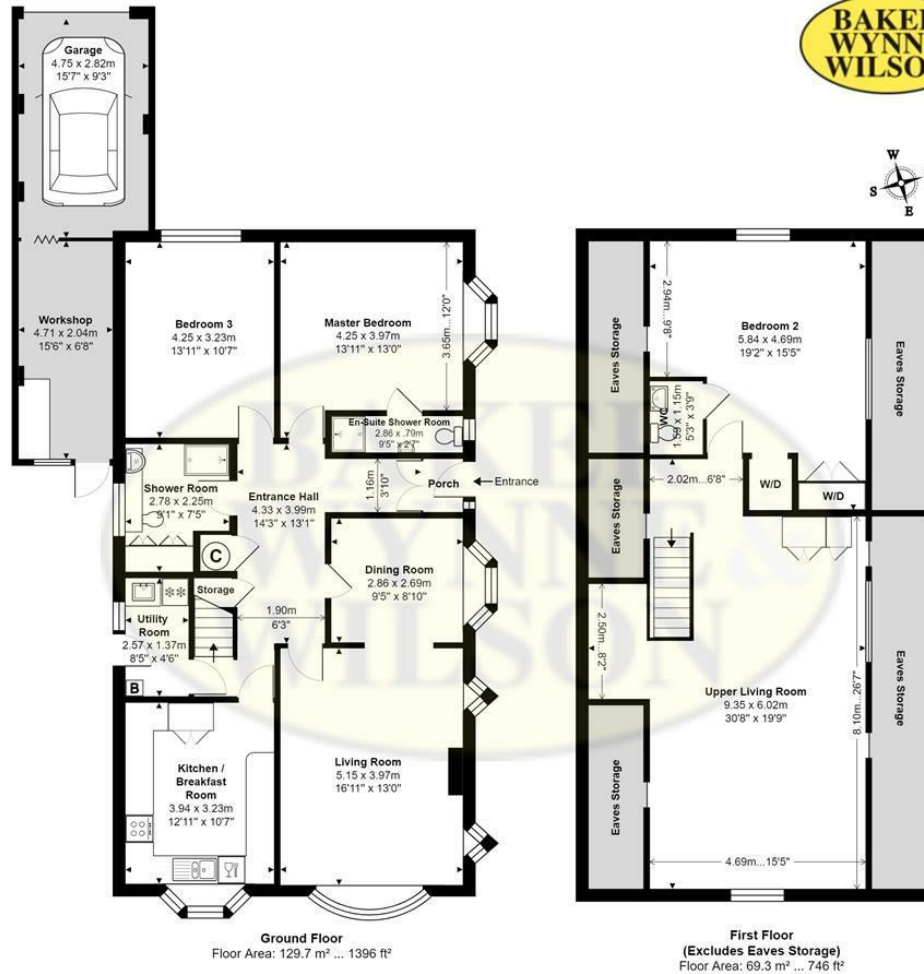 BAKER
WYNNE
WILSON
W
S
E
Garage
4.75 x 2.82m
15'7" x 9'3"
Workshop
4.71 x 2.04m
15'6" x 6'8"
Bedroom 3
4.25 x 3.23m
13'11" x 10'7"
Master Bedroom
4.25 x 3.97m
13'11" x 13'0"
3.65m...12'0"
En-Suite Shower Room
2.86 x .79m
9'5" x 2'7"
Shower Room
2.78 x 2.25m
9'1" x 7'5"
Entrance Hall
4.33 x 3.99m
14'3" x 13'1"
1.16m
3'10"
Porch
Entrance
C
Storage
Dining Room
2.86 x 2.69m
9'5" x 8'10"
1.90m
6'3"
Utility
Room
2.57 x 1.37m
8'5" x 4'6"
B
Kitchen /
Breakfast
Room
3.94 x 3.23m
12'11" x 10'7"
Living Room
5.15 x 3.97m
16'11" x 13'0"
Ground Floor
Floor Area: 129.7 m² ... 1396 ft²
Eaves Storage
2.94m...9'8"
Bedroom 2
5.84 x 4.69m
19'2" x 15'5"
Eaves Storage
WC
1.59 x 1.15m
5'3" x 3'9"
Eaves Storage
2.02m...6'8"
W/D
W/D
2.50m...8'2"
Upper Living Room
9.35 x 6.02m
30'8" x 19'9"
8.10m...26'7"
Eaves Storage
Eaves Storage
4.69m...15'5"
First Floor
(Excludes Eaves Storage)
Floor Area: 69.3 m² ... 746 ft²
BAKER
WYNNE &
WILSON